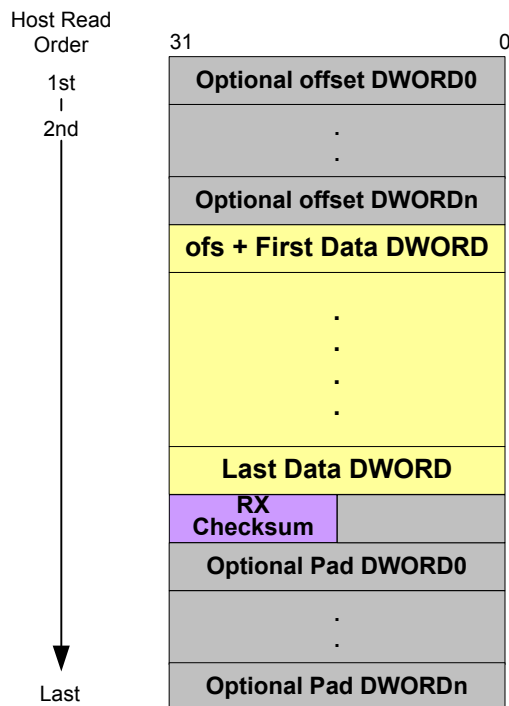 Host Read
Order
31
0
1st
2nd
Optional offset DWORD0
.
.
Optional offset DWORDn
ofs + First Data DWORD
.
.
.
.
Last Data DWORD
RX
Checksum
Optional Pad DWORD0
.
.
Optional Pad DWORDn
Last